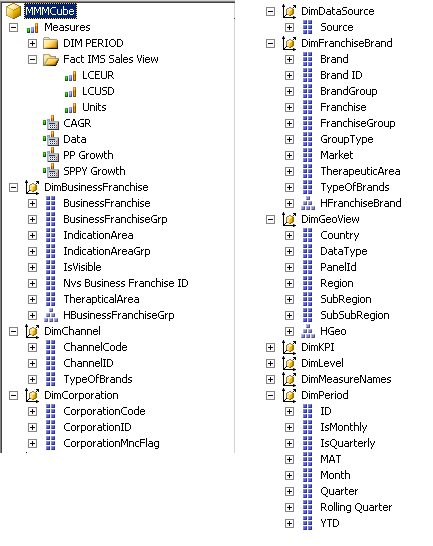 MMMCube
Measures
DIM PERIOD
Fact IMS Sales View
LCEUR
LCUSD
Units
CAGR
Data
PP Growth
SPPY Growth
DimBusinessFranchise
BusinessFranchise
BusinessFranchiseGrp
IndicationArea
IndicationAreaGrp
IsVisible
Nvs Business Franchise ID
TherapticalArea
HBusinessFranchiseGrp
DimChannel
ChannelCode
ChannelID
TypeOfBrands
DimCorporation
CorporationCode
CorporationID
CorporationMncFlag
DimDataSource
Source
DimFranchiseBrand
Brand
Brand ID
BrandGroup
Franchise
FranchiseGroup
GroupType
Market
TherapeuticArea
TypeOfBrands
HFranchiseBrand
DimGeoView
Country
DataType
PanelId
Region
SubRegion
SubSubRegion
HGeo
DimKPI
DimLevel
DimMeasureNames
DimPeriod
ID
IsMonthly
IsQuarterly
MAT
Month
Quarter
Rolling Quarter
YTD